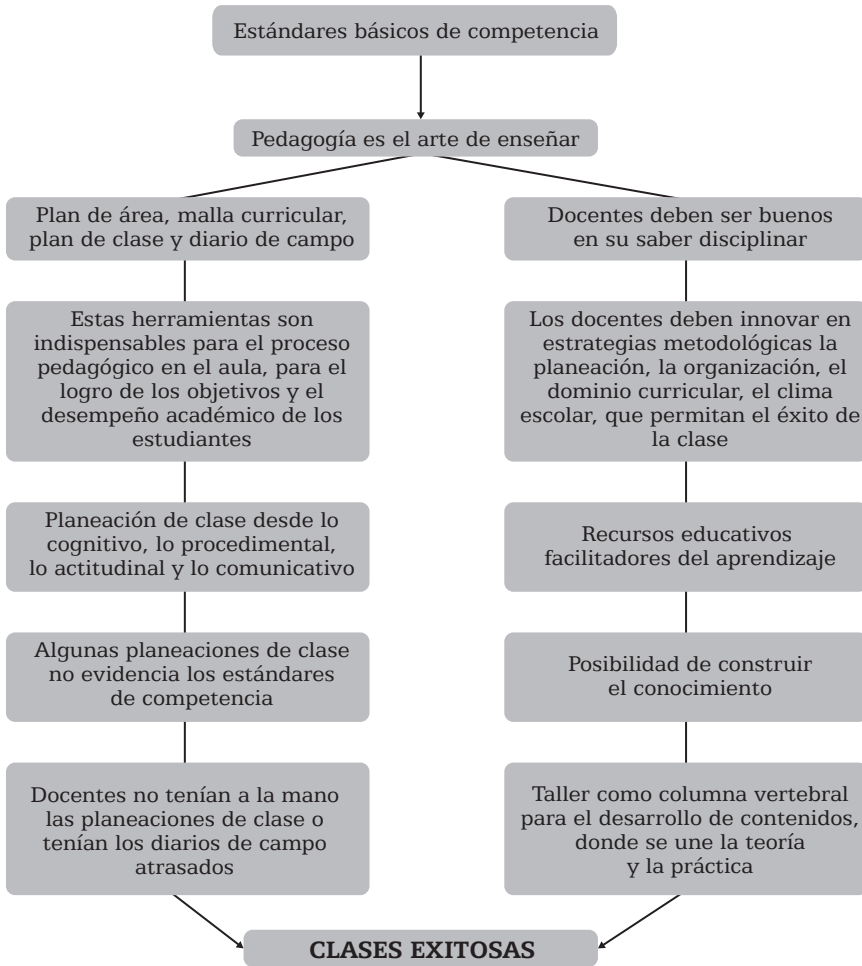 Estándares básicos de competencia
Pedagogía es el arte de enseñar
Plan de área, malla curricular,
plan de clase y diario de campo
Docentes deben ser buenos
en su saber disciplinar
Estas herramientas son
indispensables para el proceso
pedagógico en el aula, para el
logro de los objetivos y el
desempeño académico de los
estudiantes
Los docentes deben innovar en
estrategias metodológicas la
planeación, la organización, el
dominio curricular, el clima
escolar, que permitan el éxito de
la clase
Planeación de clase desde lo
cognitivo, lo procedimental,
lo actitudinal y lo comunicativo
Recursos educativos
facilitadores del aprendizaje
Algunas planeaciones de clase
no evidencia los estándares
de competencia
Posibilidad de construir
el conocimiento
Docentes no tenían a la mano
las planeaciones de clase o
tenían los diarios de campo
atrasados
Taller como columna vertebral
para el desarrollo de contenidos,
donde se une la teoría
y la práctica
CLASES EXITOSAS